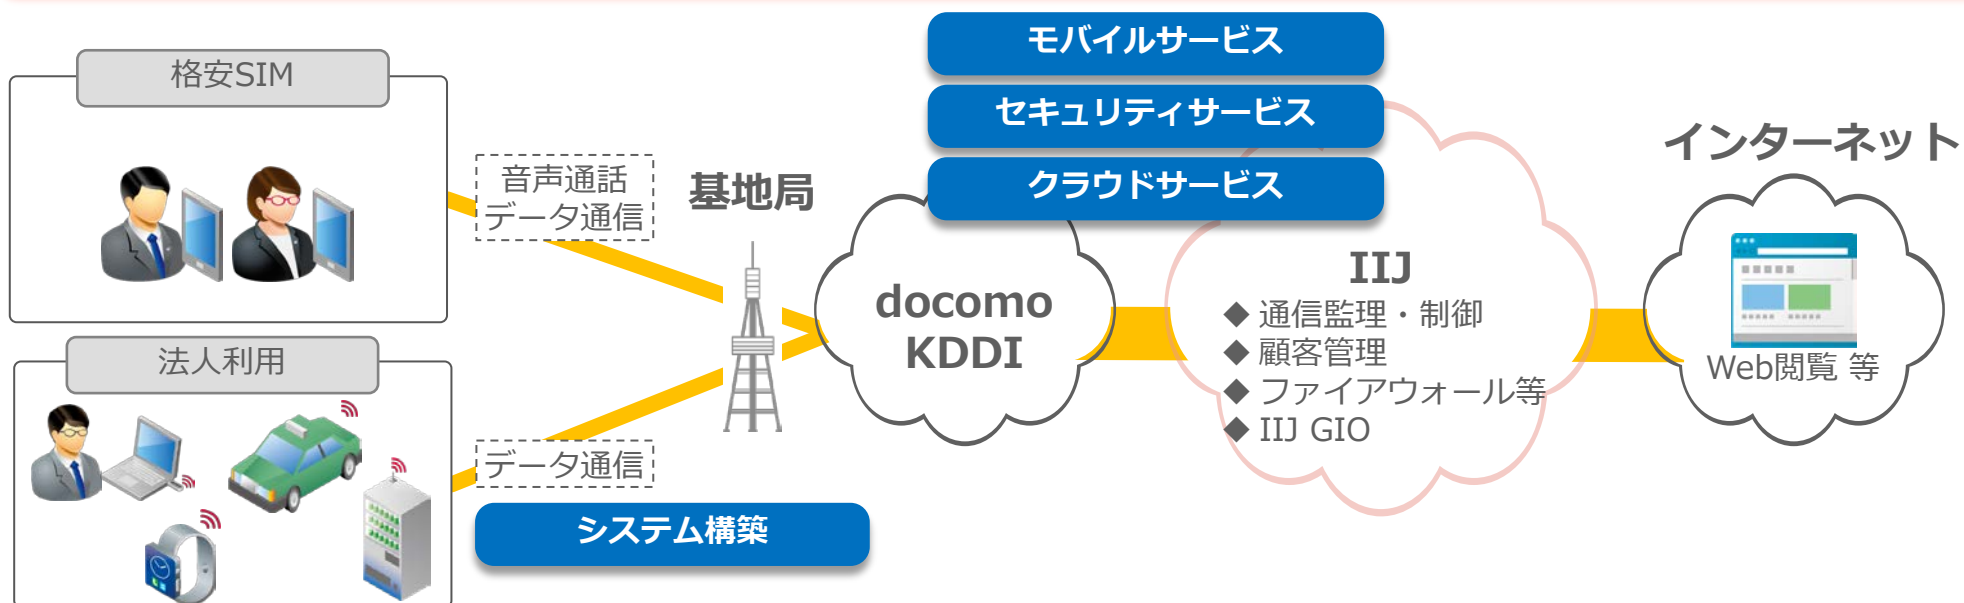 モバイルサービス
セキュリティサービス
クラウドサービス
格安SIM
音声通話
データ通信
基地局
docomo
KDDI
IIJ
◆ 通信監理・制御
◆ 顧客管理
◆ ファイアウォール等
◆ IIJ GIO
インターネット
Web閲覧 等
法人利用
データ通信
システム構築